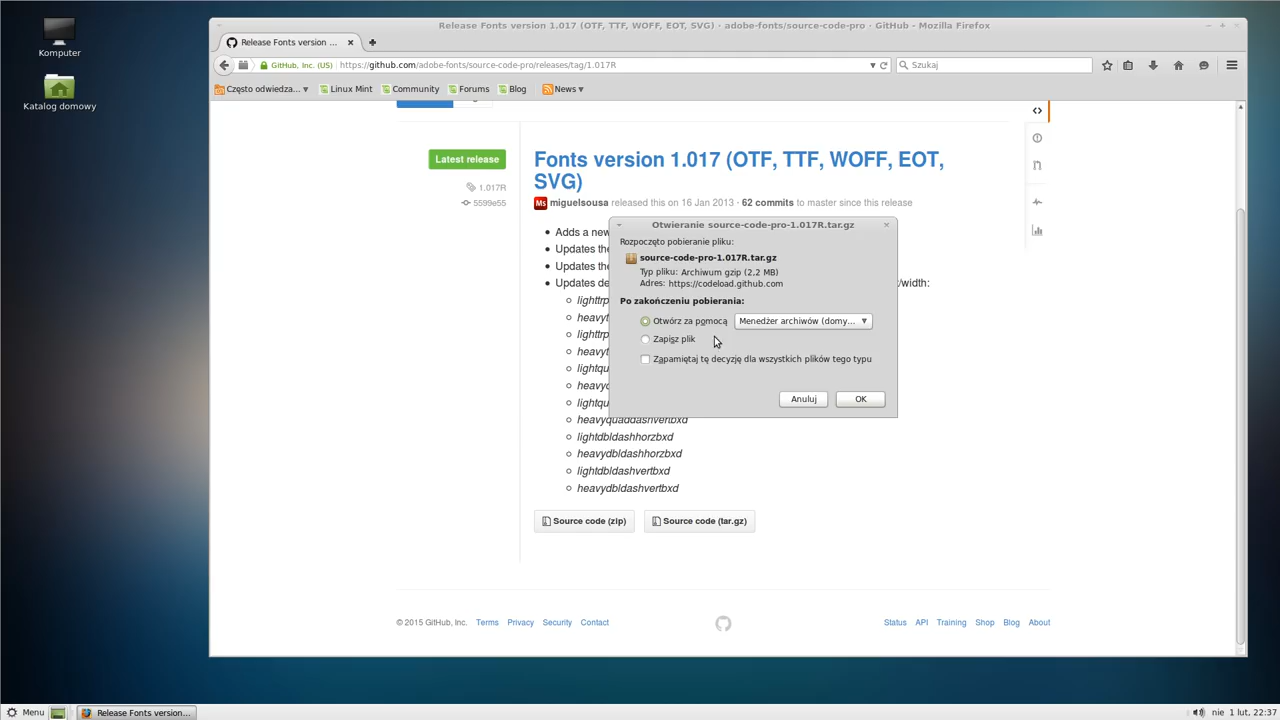 Komputer
Katalog domowy
Release Fonts version 1.017 (OTF, TTF, WOFF, EOT, SVG) · adobe-fonts/source-code-pro · GitHub - Mozilla Firefox
Release Fonts version ...
GitHub, Inc. (US)
https://github.com/adobe-fonts/source-code-pro/releases/tag/1.017R
Szukaj
Często odwiedza...
Linux Mint
Community
Forums
Blog
News
Latest release
1.017R
5599e55
Fonts version 1.017 (OTF, TTF, WOFF, EOT,
SVG)
miguelsousa released this on 16 Jan 2013 · 62 commits to master since this release
Adds a new
Updates the
Updates the
Updates de
/width:
lighttrp
heavyt
lighttrp
heavyt
lightqu
heavyq
lightqu
heavyquaddashvertbxd
lightdbldashhorzbxd
heavydbldashhorzbxd
lightdbldashvertbxd
heavydbldashvertbxd
Otwieranie source-code-pro-1.017R.tar.gz
Rozpoczęto pobieranie pliku:
source-code-pro-1.017R.tar.gz
Typ pliku: Archiwum gzip (2,2 MB)
Adres: https://codeload.github.com
Po zakończeniu pobierania:
Otwórz za pomocą
Menedżer archiwów (domy...
Zapisz plik
Zapamiętaj tę decyzję dla wszystkich plików tego typu
Anuluj
OK
Source code (zip)
Source code (tar.gz)
© 2015 GitHub, Inc.
Terms
Privacy
Security
Contact
Status
API
Training
Shop
Blog
About
Menu
Release Fonts version...
nie 1 lut, 22:37